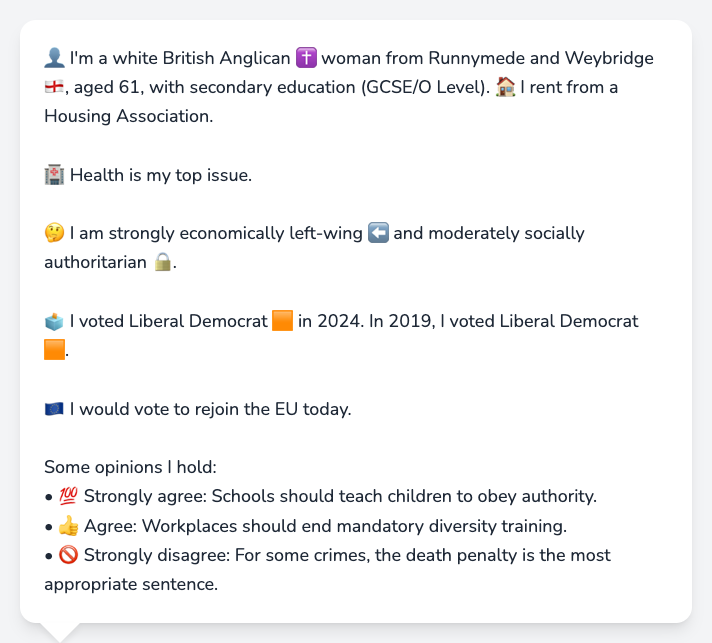 👤 I'm a white British Anglican ✝️ woman from Runnymede and Weybridge
🏴󠁧󠁢󠁥󠁮󠁧󠁿, aged 61, with secondary education (GCSE/O Level). 🏠 I rent from a
Housing Association.
🏥 Health is my top issue.
🤔 I am strongly economically left-wing ⬅️ and moderately socially
authoritarian 🔒.
🗳️ I voted Liberal Democrat 🟧 in 2024. In 2019, I voted Liberal Democrat
🟧.
🇪🇺 I would vote to rejoin the EU today.
Some opinions I hold:
• 💯 Strongly agree: Schools should teach children to obey authority.
• 👍 Agree: Workplaces should end mandatory diversity training.
• 🚫 Strongly disagree: For some crimes, the death penalty is the most
appropriate sentence.